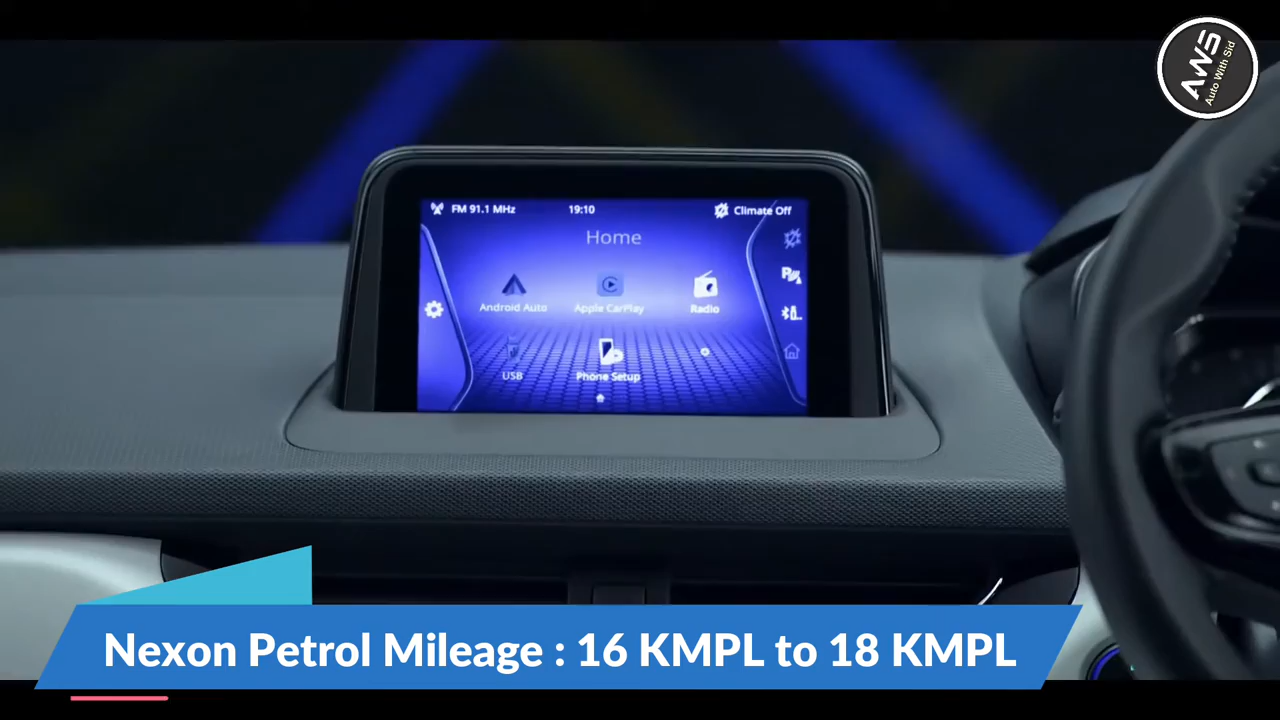 AWS
Auto With Sid
FM 91.1 MHz
19:10
Climate Off
Home
Android Auto
Apple CarPlay
Radio
USB
Phone Setup
Nexon Petrol Mileage : 16 KMPL to 18 KMPL